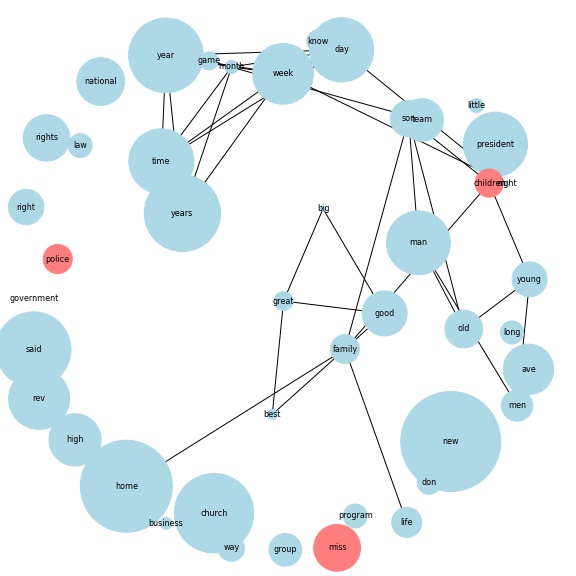 know
day
year
game
month
week
national
little
son
team
rights
law
president
time
children
night
right
years
big
man
police
young
government
great
good
old
long
said
family
ave
rev
men
best
high
new
home
don
church
business
program
life
way
group
miss